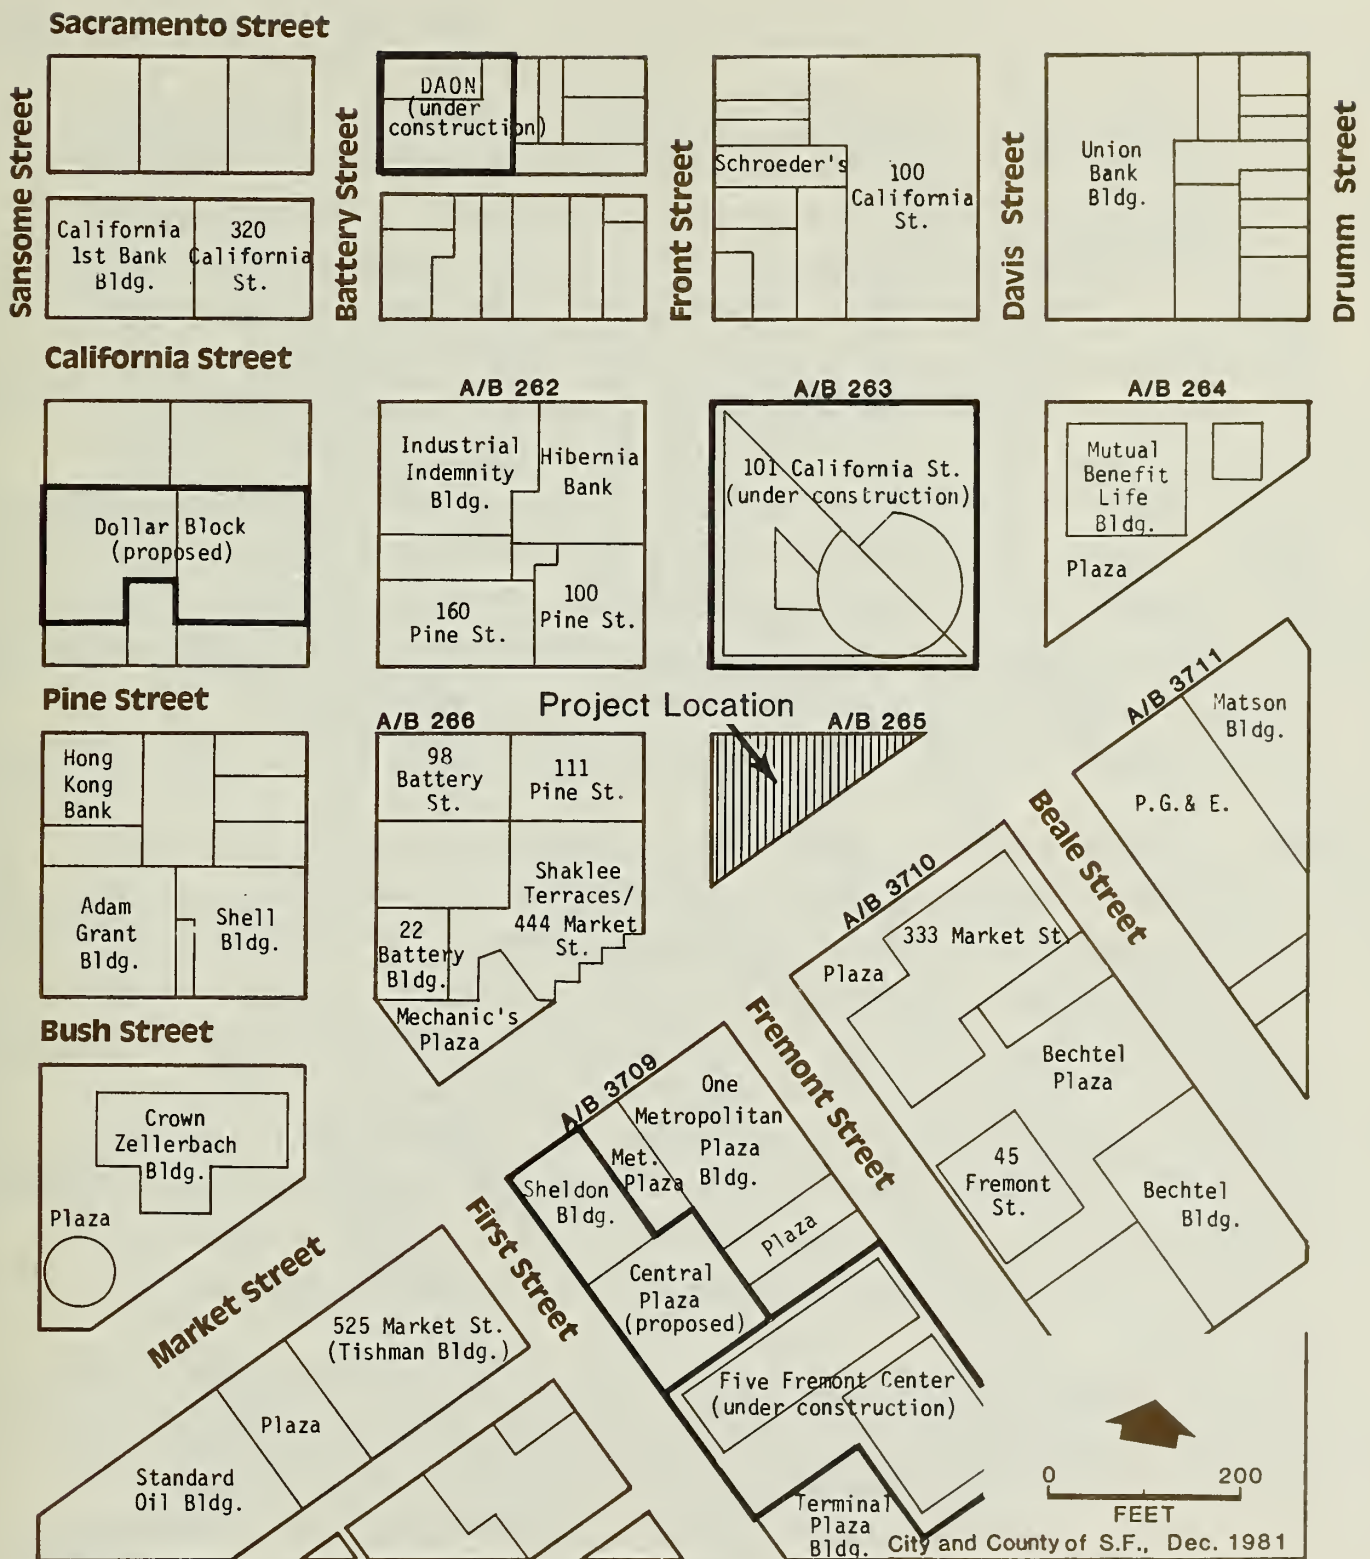 Sacramento Street
Sansome Street
Battery Street
Front Street
Davis Street
Drumm Street
DAON
(under
construction)
Schroeder's
100
California
St.
Union
Bank
Bldg.
California
1st Bank
Bldg.
320
California
St.
California Street
A/B 262
A/B 263
A/B 264
Industrial
Indemnity
Bldg.
Hibernia
Bank
101 California St.
(under construction)
Mutual
Benefit
Life
Bldg.
Plaza
Dollar Block
(proposed)
160
Pine St.
100
Pine St.
Pine Street
A/B 266
Project Location
A/B 265
A/B 3711
Matson
Bldg.
P.G.& E.
Hong
Kong
Bank
98
Battery
St.
111
Pine St.
Beale Street
A/B 3710
333 Market St.
Plaza
Shaklee
Terraces/
444 Market
St.
Adam
Grant
Bldg.
Shell
Bldg.
22
Battery
Bldg.
Mechanic's
Plaza
Bush Street
Fremont Street
Bechtel
Plaza
A/B 3709
One
Metropolitan
Plaza
Bldg.
Met.
Plaza
Crown
Zellerbach
Bldg.
Plaza
Sheldon
Bldg.
Plaza
45
Fremont
St.
Bechtel
Bldg.
First Street
Market Street
Central
Plaza
(proposed)
525 Market St.
(Tishman Bldg.)
Five Fremont Center
(under construction)
Plaza
Standard
Oil Bldg.
Terminal
Plaza
Bldg.
0 200
FEET
City and County of S.F., Dec. 1981